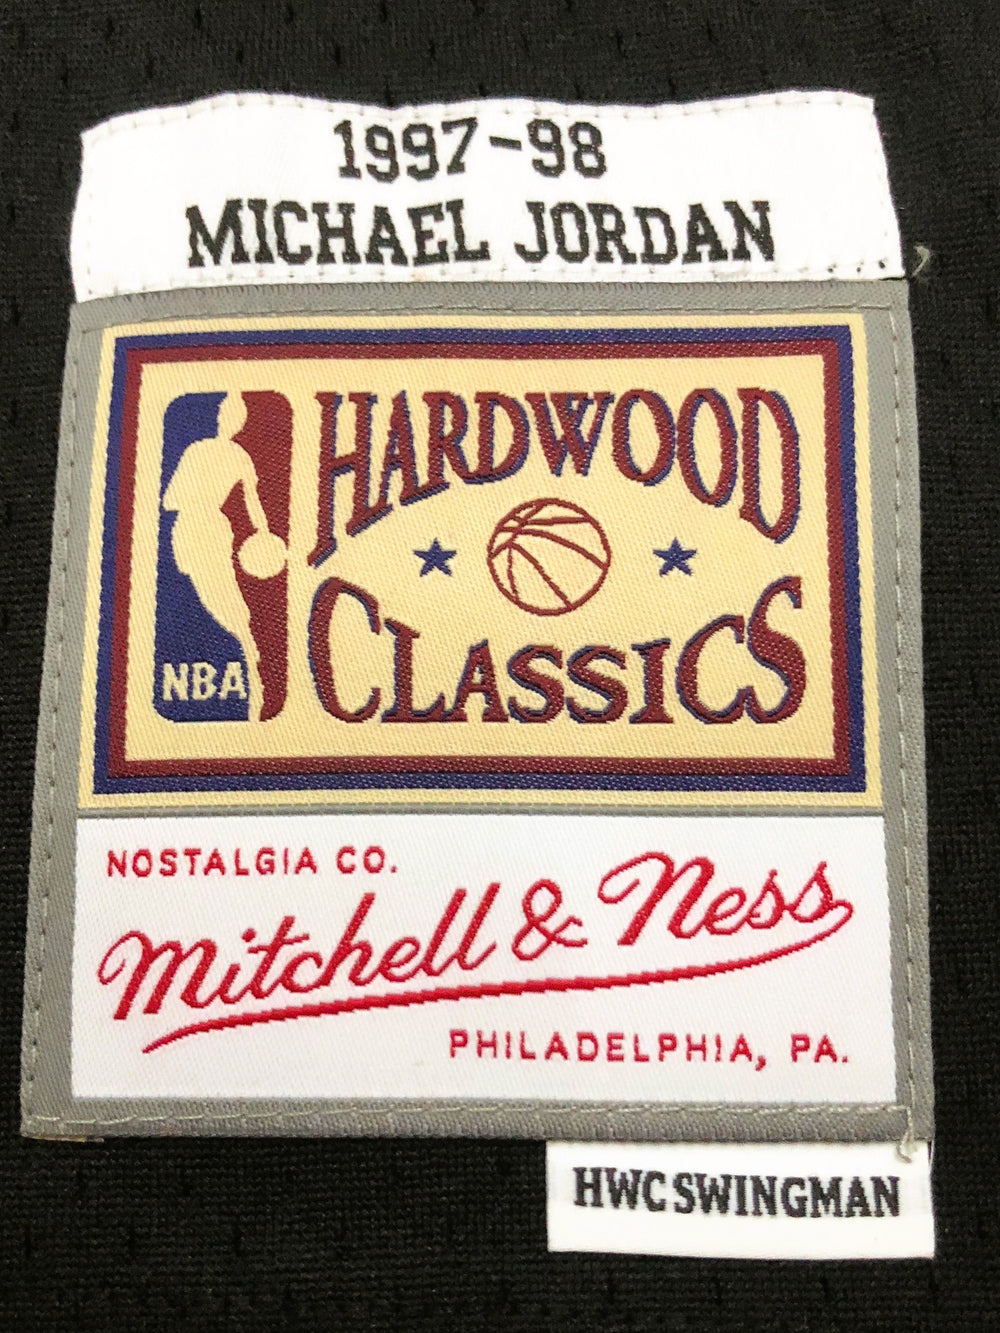 1997-98
MICHAEL JORDAN
HARDWOOD
CLASSICS
NBA
NOSTALGIA CO.
Mitchell & Ness
PHILADELPHIA, PA.
HWC SWINGMAN